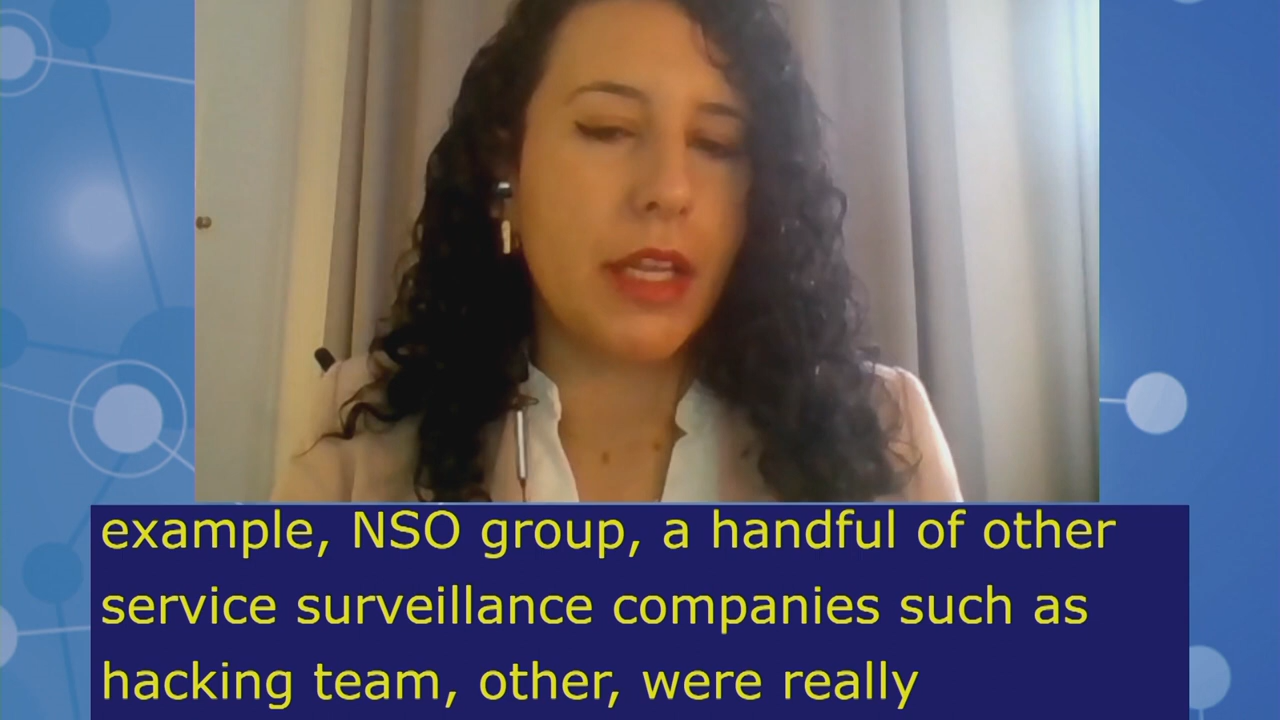 example, NSO group, a handful of other
service surveillance companies such as
hacking team, other, were really